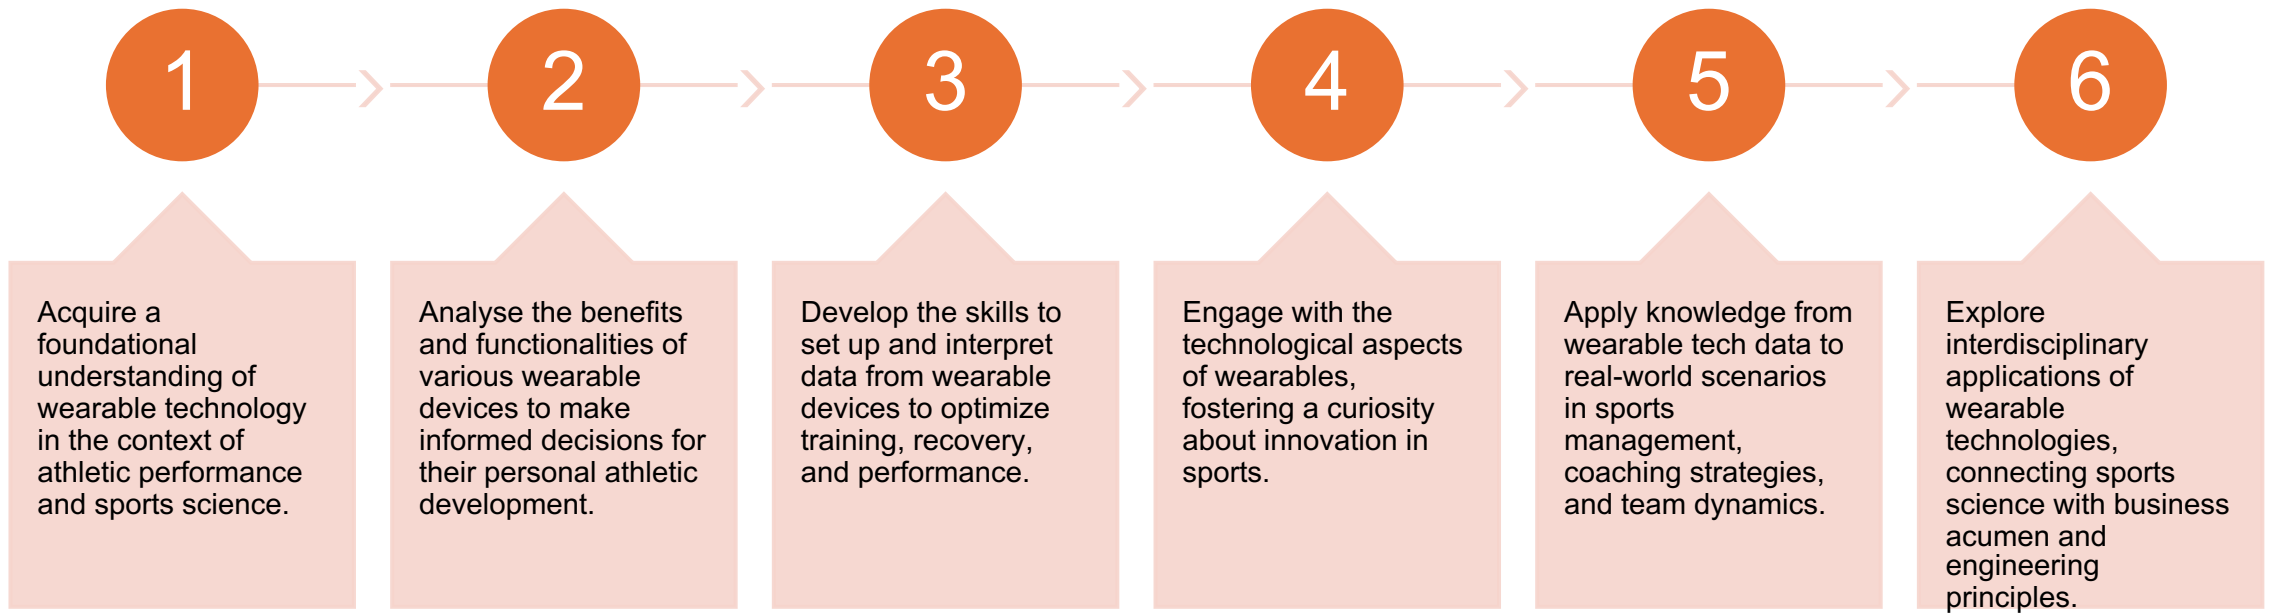 1
2
3
4
5
6
Acquire a
foundational
understanding of
wearable technology
in the context of
athletic performance
and sports science.
Analyse the benefits
and functionalities of
various wearable
devices to make
informed decisions for
their personal athletic
development.
Develop the skills to
set up and interpret
data from wearable
devices to optimize
training, recovery,
and performance.
Engage with the
technological aspects
of wearables,
fostering a curiosity
about innovation in
sports.
Apply knowledge from
wearable tech data to
real-world scenarios
in sports
management,
coaching strategies,
and team dynamics.
Explore
interdisciplinary
applications of
wearable
technologies,
connecting sports
science with business
acumen and
engineering
principles.